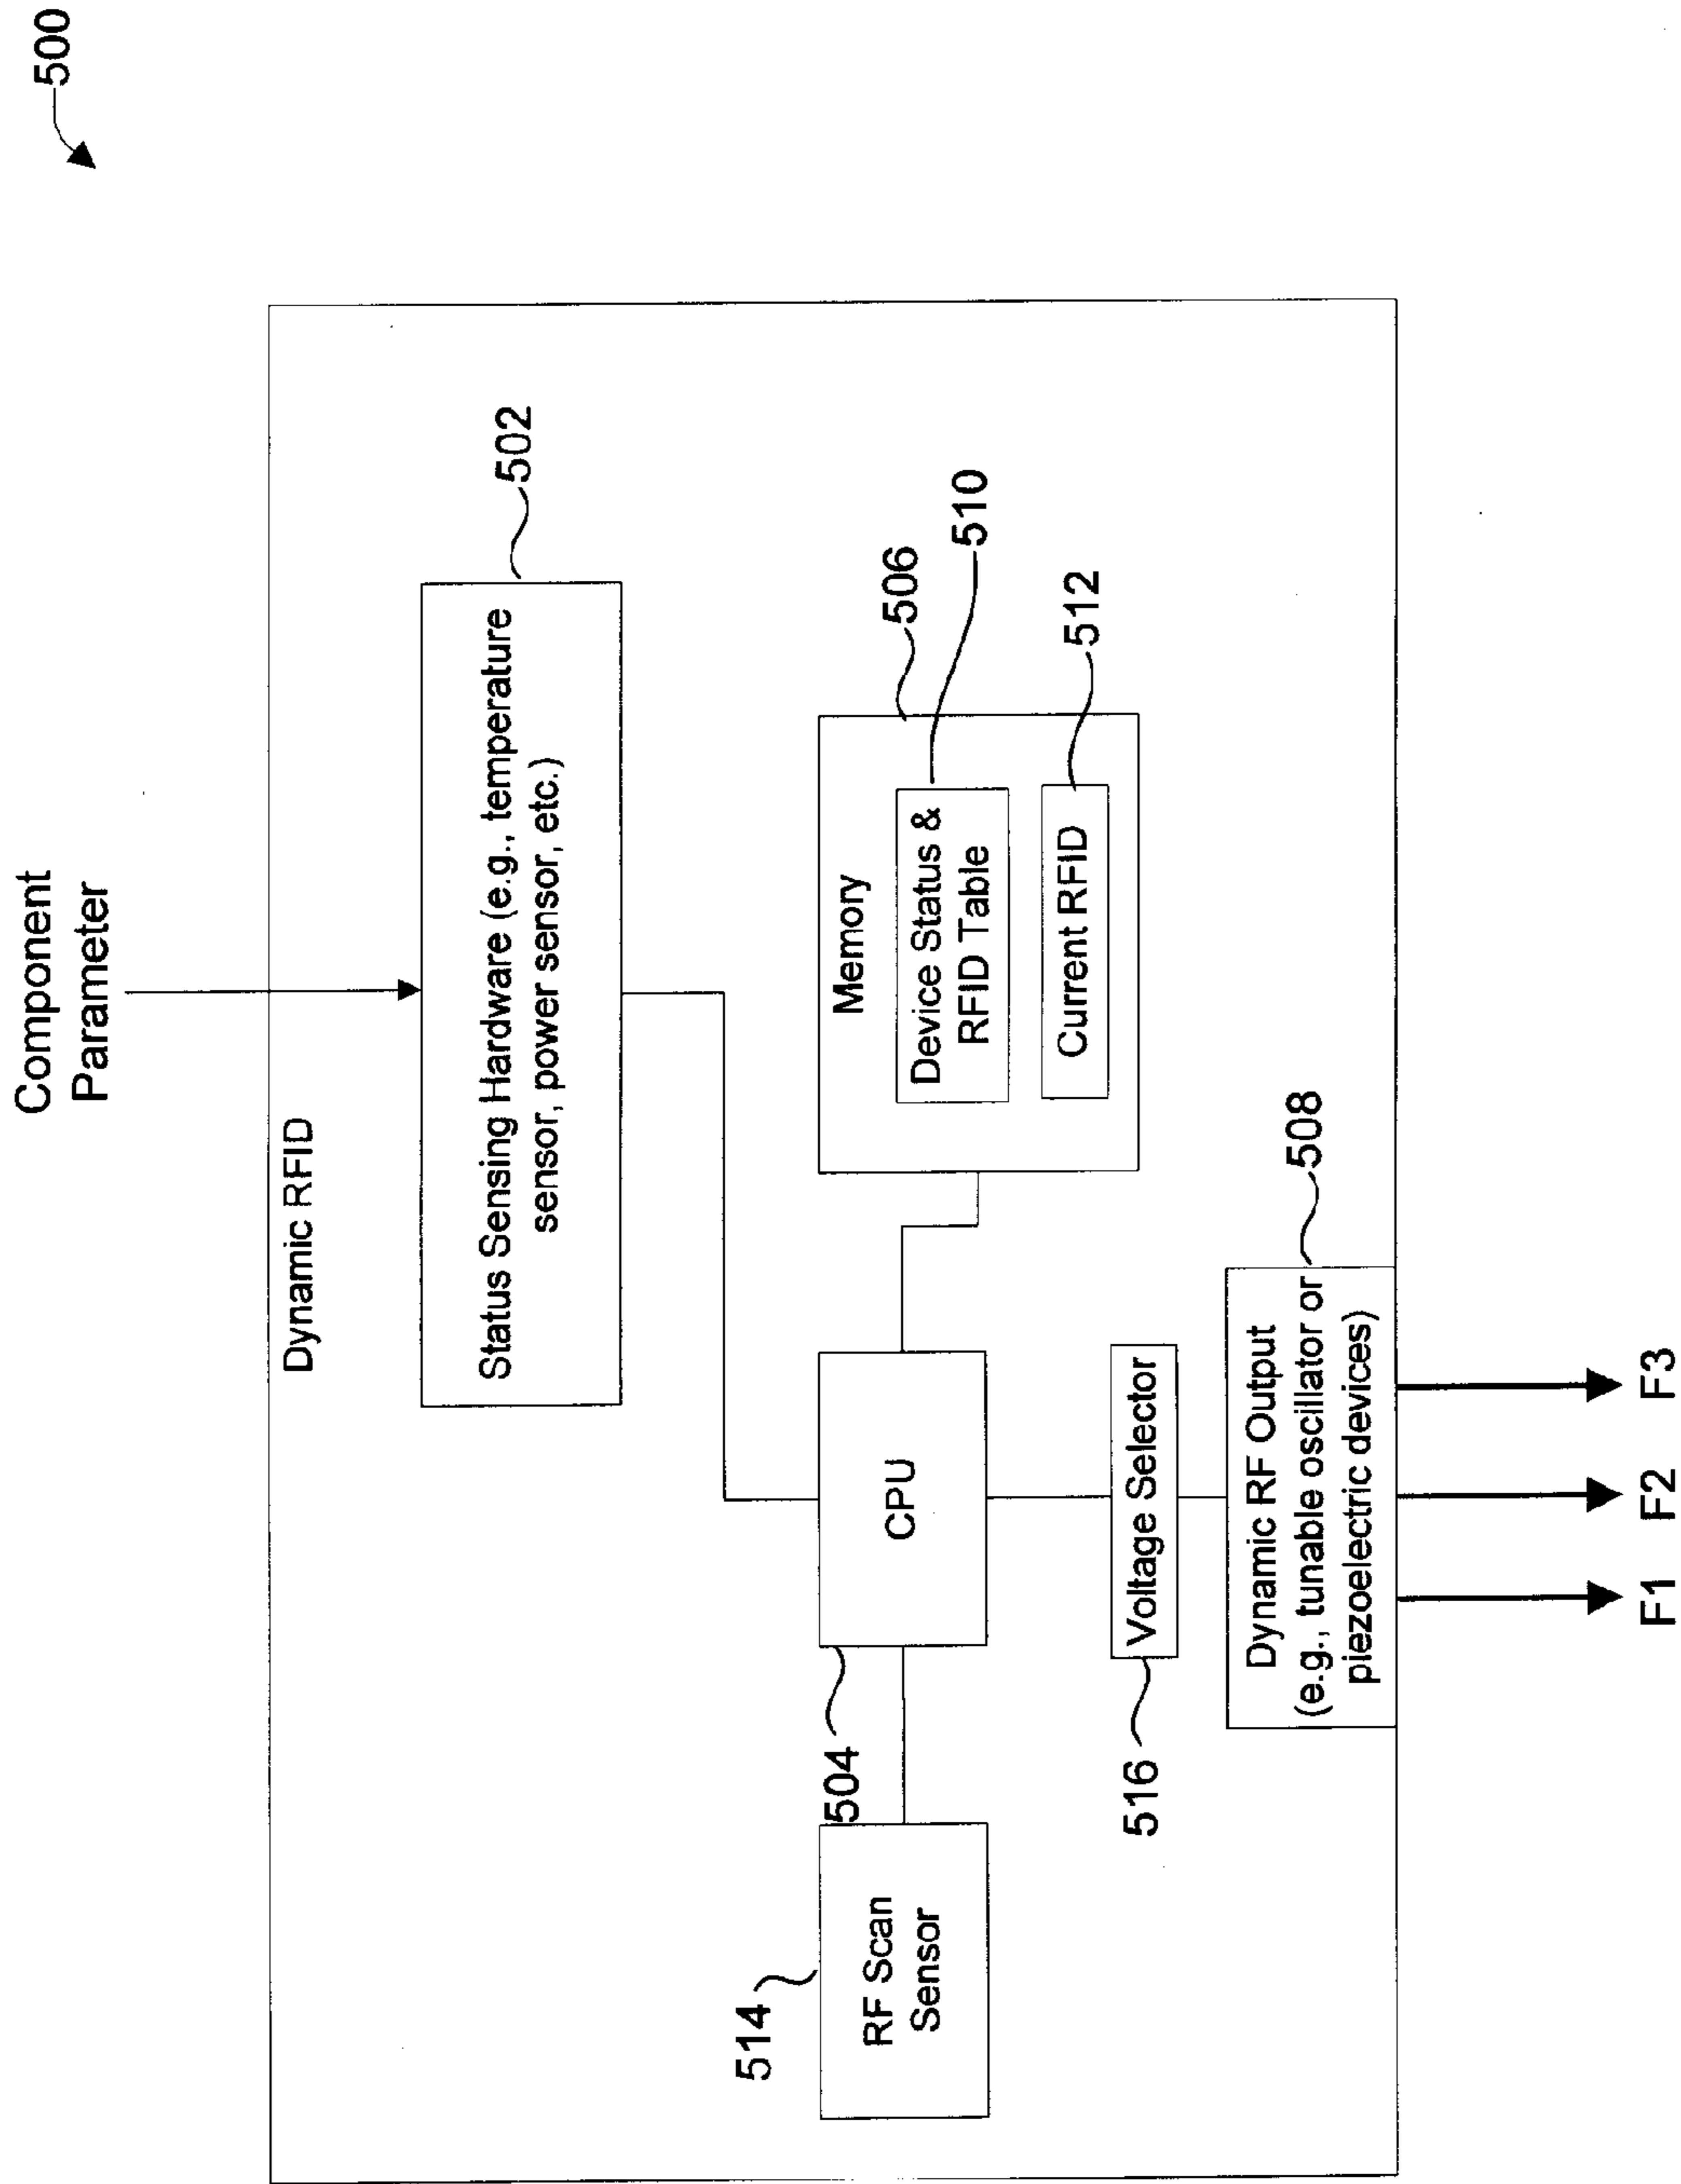 500
Component
Parameter
Dynamic RFID
502
Status Sensing Hardware (e.g., temperature
sensor, power sensor, etc.)
514
RF Scan
Sensor
504
CPU
506
Memory
510
Device Status &
RFID Table
512
Current RFID
516
Voltage Selector
508
Dynamic RF Output
(e.g., tunable oscillator or
piezoelectric devices)
F1
F2
F3